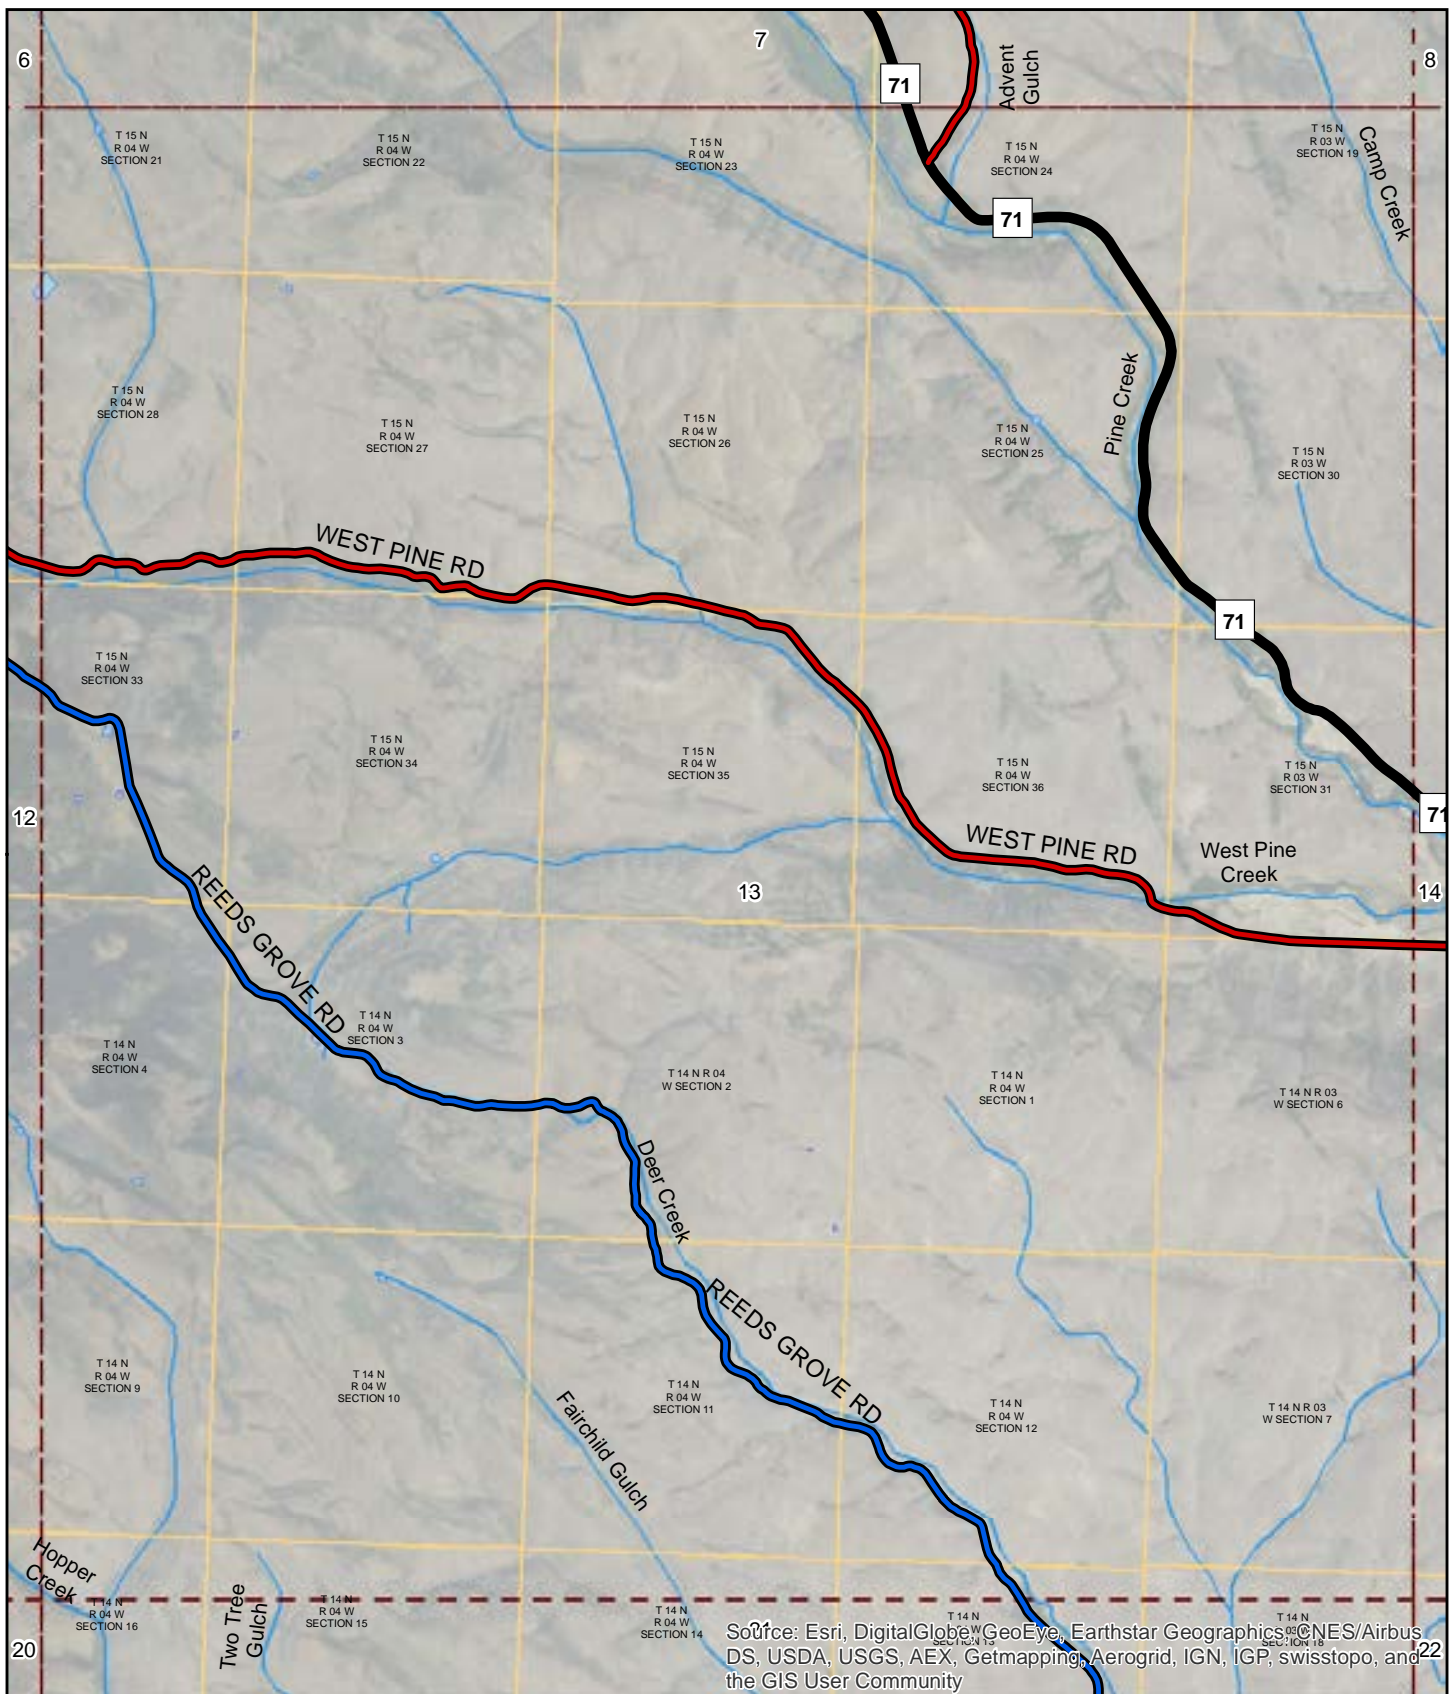 6
7
8
71
Advent
Gulch
T 15 N
R 04 W
SECTION 21
T 15 N
R 04 W
SECTION 22
T 15 N
R 04 W
SECTION 23
T 15 N
R 04 W
SECTION 24
T 15 N
R 03 W
SECTION 19
Camp Creek
71
T 15 N
R 04 W
SECTION 28
T 15 N
R 04 W
SECTION 27
T 15 N
R 04 W
SECTION 26
T 15 N
R 04 W
SECTION 25
Pine Creek
T 15 N
R 03 W
SECTION 30
WEST PINE RD
71
T 15 N
R 04 W
SECTION 33
T 15 N
R 04 W
SECTION 34
T 15 N
R 04 W
SECTION 35
T 15 N
R 04 W
SECTION 36
T 15 N
R 03 W
SECTION 31
71
12
WEST PINE RD
West Pine
Creek
13
14
REEDS GROVE RD
T 14 N
R 04 W
SECTION 4
T 14 N
R 04 W
SECTION 3
T 14 N R 04
W SECTION 2
T 14 N
R 04 W
SECTION 1
T 14 N R 03
W SECTION 6
Deer Creek
REEDS GROVE RD
T 14 N
R 04 W
SECTION 9
T 14 N
R 04 W
SECTION 10
T 14 N
R 04 W
SECTION 11
T 14 N
R 04 W
SECTION 12
T 14 N R 03
W SECTION 7
Fairchild Gulch
Hopper
Creek
T 14 N
R 04 W
SECTION 16
Two Tree
Gulch
T 14 N
R 04 W
SECTION 15
T 14 N
R 04 W
SECTION 14
T 14 N
SECTION 13
T 14 N
SECTION 18
20
21
22
Source: Esri, DigitalGlobe, GeoEye, Earthstar Geographics, CNES/Airbus
DS, USDA, USGS, AEX, Getmapping, Aerogrid, IGN, IGP, swisstopo, and
the GIS User Community